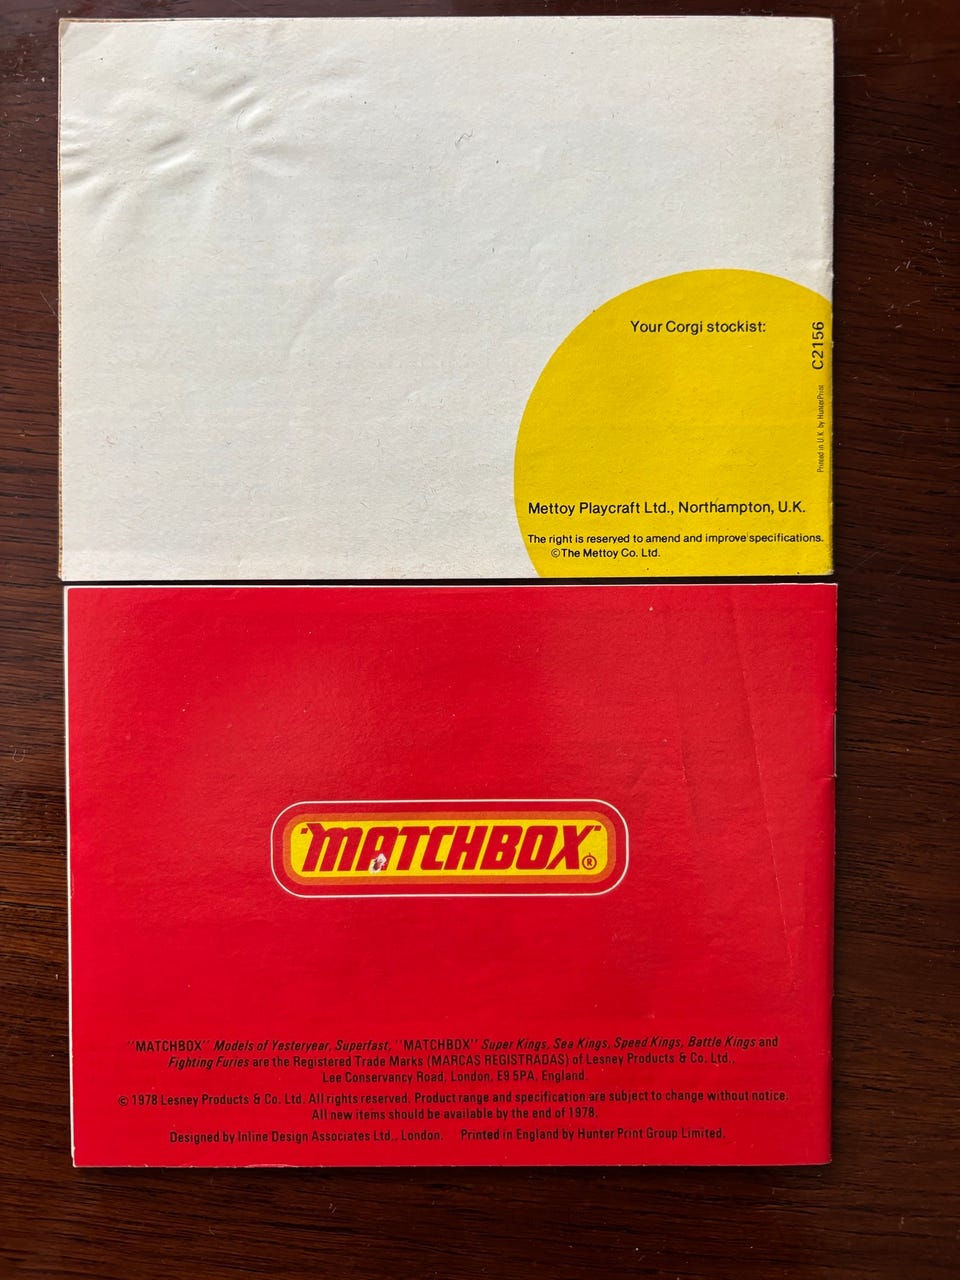 Your Corgi stockist:
C2156
Printed in U.K. by HunterPrint
Mettoy Playcraft Ltd., Northampton, U.K.
The right is reserved to amend and improve specifications.
©The Mettoy Co. Ltd.
"MATCHBOX"®
"MATCHBOX" Models of Yesteryear, Superfast, "MATCHBOX" Super Kings, Sea Kings, Speed Kings, Battle Kings and
Fighting Furies are the Registered Trade Marks (MARCAS REGISTRADAS) of Lesney Products & Co. Ltd.,
Lee Conservancy Road, London, E9 5PA, England.
© 1978 Lesney Products & Co. Ltd. All rights reserved. Product range and specification are subject to change without notice.
All new items should be available by the end of 1978.
Designed by Inline Design Associates Ltd., London. Printed in England by Hunter Print Group Limited.